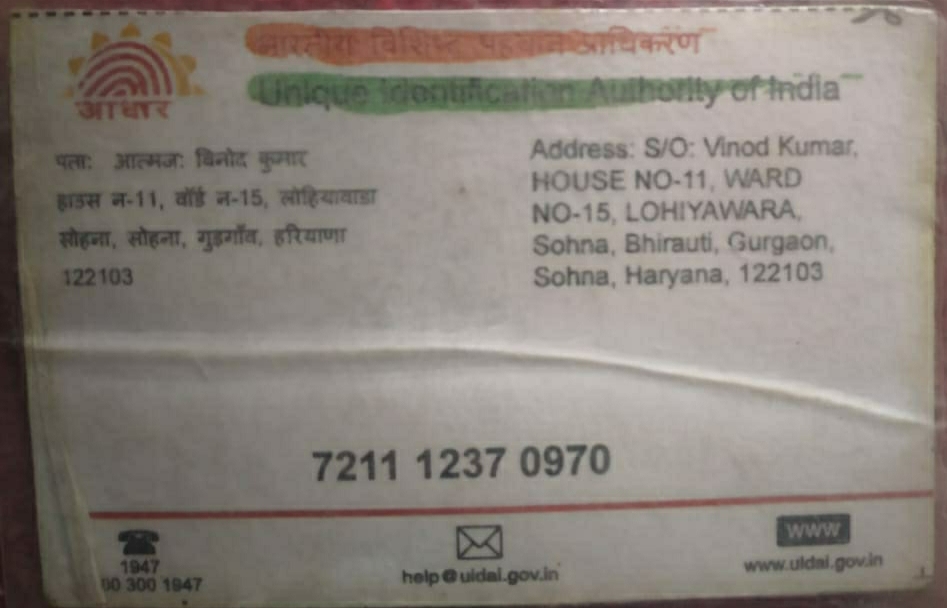 भारतीय विशिष्ट पहचान प्राधिकरण
Unique Identification Authority of India
आधार
पता: आत्मज: विनोद कुमार
हाउस न-11, वॉर्ड न-15, लोहियावाडा
सोहना, सोहना, गुड़गाँव, हरियाणा
122103
Address: S/O: Vinod Kumar,
HOUSE NO-11, WARD
NO-15, LOHIYAWARA,
Sohna, Bhirauti, Gurgaon,
Sohna, Haryana, 122103
7211 1237 0970
1947
00 300 1947
help@uidai.gov.in
www
www.uidai.gov.in